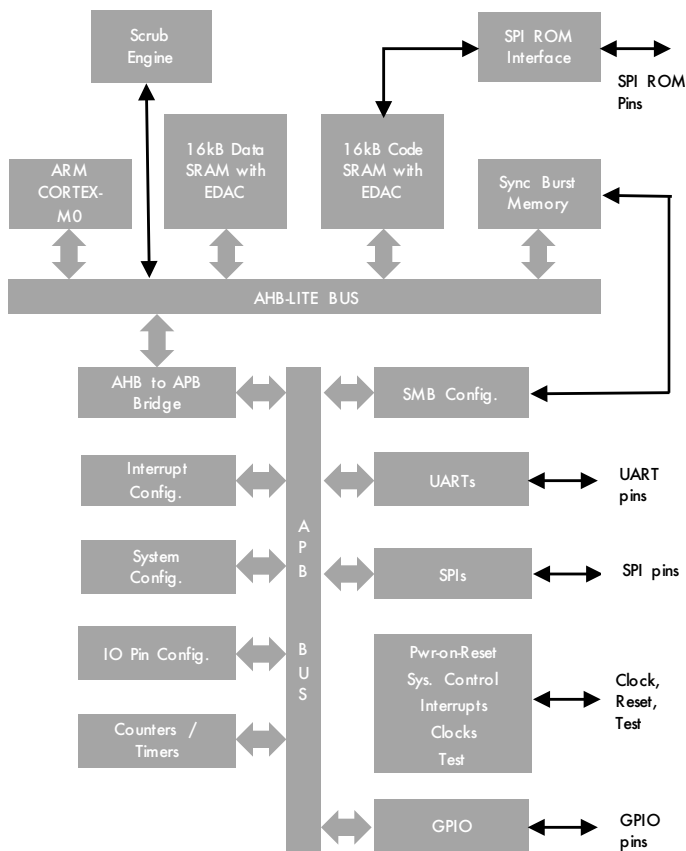 Scrub
Engine
SPI ROM
Interface
SPI ROM
Pins
ARM
CORTEX-
M0
16kB Data
SRAM with
EDAC
16kB Code
SRAM with
EDAC
Sync Burst
Memory
AHB-LITE BUS
AHB to APB
Bridge
SMB Config.
Interrupt
Config.
UARTs
UART
pins
System
Config.
SPIs
SPI pins
IO Pin Config.
Counters /
Timers
A
P
B
B
U
S
Pwr-on-Reset
Sys. Control
Interrupts
Clocks
Test
Clock,
Reset,
Test
GPIO
GPIO
pins